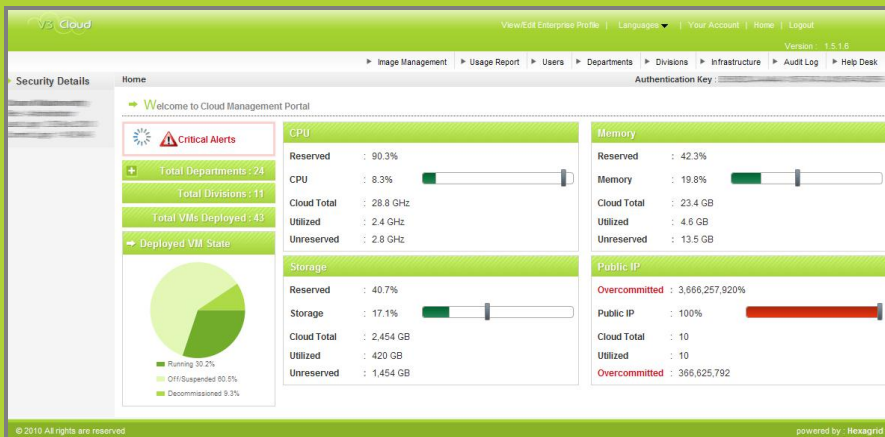 V3 Cloud
View/Edit Enterprise Profile | Languages | Your Account | Home | Logout
Version : 1.5.1.6
Image Management Usage Report Users Departments Divisions Infrastructure Audit Log Help Desk
Security Details
Home
Authentication Key :
Welcome to Cloud Management Portal
Critical Alerts
Total Departments : 24
Total Divisions : 11
Total VMs Deployed : 43
Deployed VM State
Running 30.2%
Off/Suspended 60.5%
Decommissioned 9.3%
CPU
Reserved : 90.3%
CPU : 8.3%
Cloud Total : 28.8 GHz
Utilized : 2.4 GHz
Unreserved : 2.8 GHz
Memory
Reserved : 42.3%
Memory : 19.8%
Cloud Total : 23.4 GB
Utilized : 4.6 GB
Unreserved : 13.5 GB
Storage
Reserved : 40.7%
Storage : 17.1%
Cloud Total : 2,454 GB
Utilized : 420 GB
Unreserved : 1,454 GB
Public IP
Overcommitted : 3,666,257,920%
Public IP : 100%
Cloud Total : 10
Utilized : 10
Overcommitted : 366,625,792
© 2010 All rights are reserved
powered by : Hexagrid